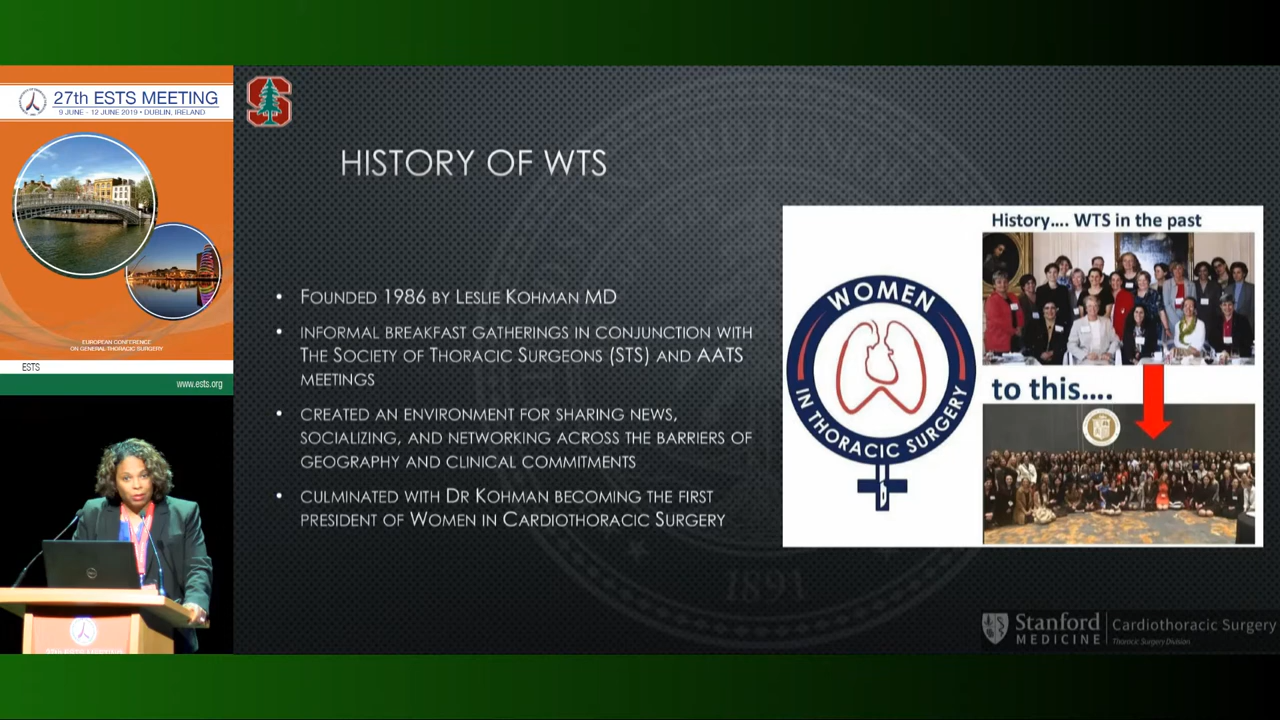 27th ESTS MEETING
9 JUNE - 12 JUNE 2019 • DUBLIN, IRELAND
EUROPEAN CONFERENCE
ON GENERAL THORACIC SURGERY
ESTS
www.ests.org
S
HISTORY OF WTS
• FOUNDED 1986 BY LESLIE KOHMAN MD
• INFORMAL BREAKFAST GATHERINGS IN CONJUNCTION WITH
THE SOCIETY OF THORACIC SURGEONS (STS) AND AATS
MEETINGS
• CREATED AN ENVIRONMENT FOR SHARING NEWS,
SOCIALIZING, AND NETWORKING ACROSS THE BARRIERS OF
GEOGRAPHY AND CLINICAL COMMITMENTS
• CULMINATED WITH DR KOHMAN BECOMING THE FIRST
PRESIDENT OF WOMEN IN CARDIOTHORACIC SURGERY
WOMEN
IN THORACIC SURGERY
History.... WTS in the past
to this....
1891
Stanford
MEDICINE
Cardiothoracic Surgery
Thoracic Surgery Division
DELL
27th ESTS MEETING